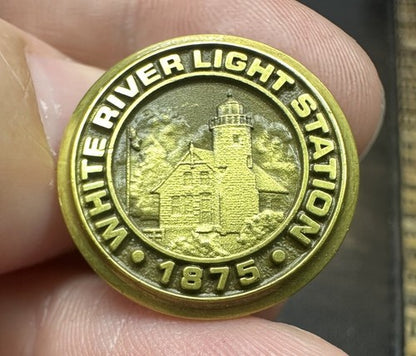 WHITE RIVER LIGHT STATION
• 1875 •